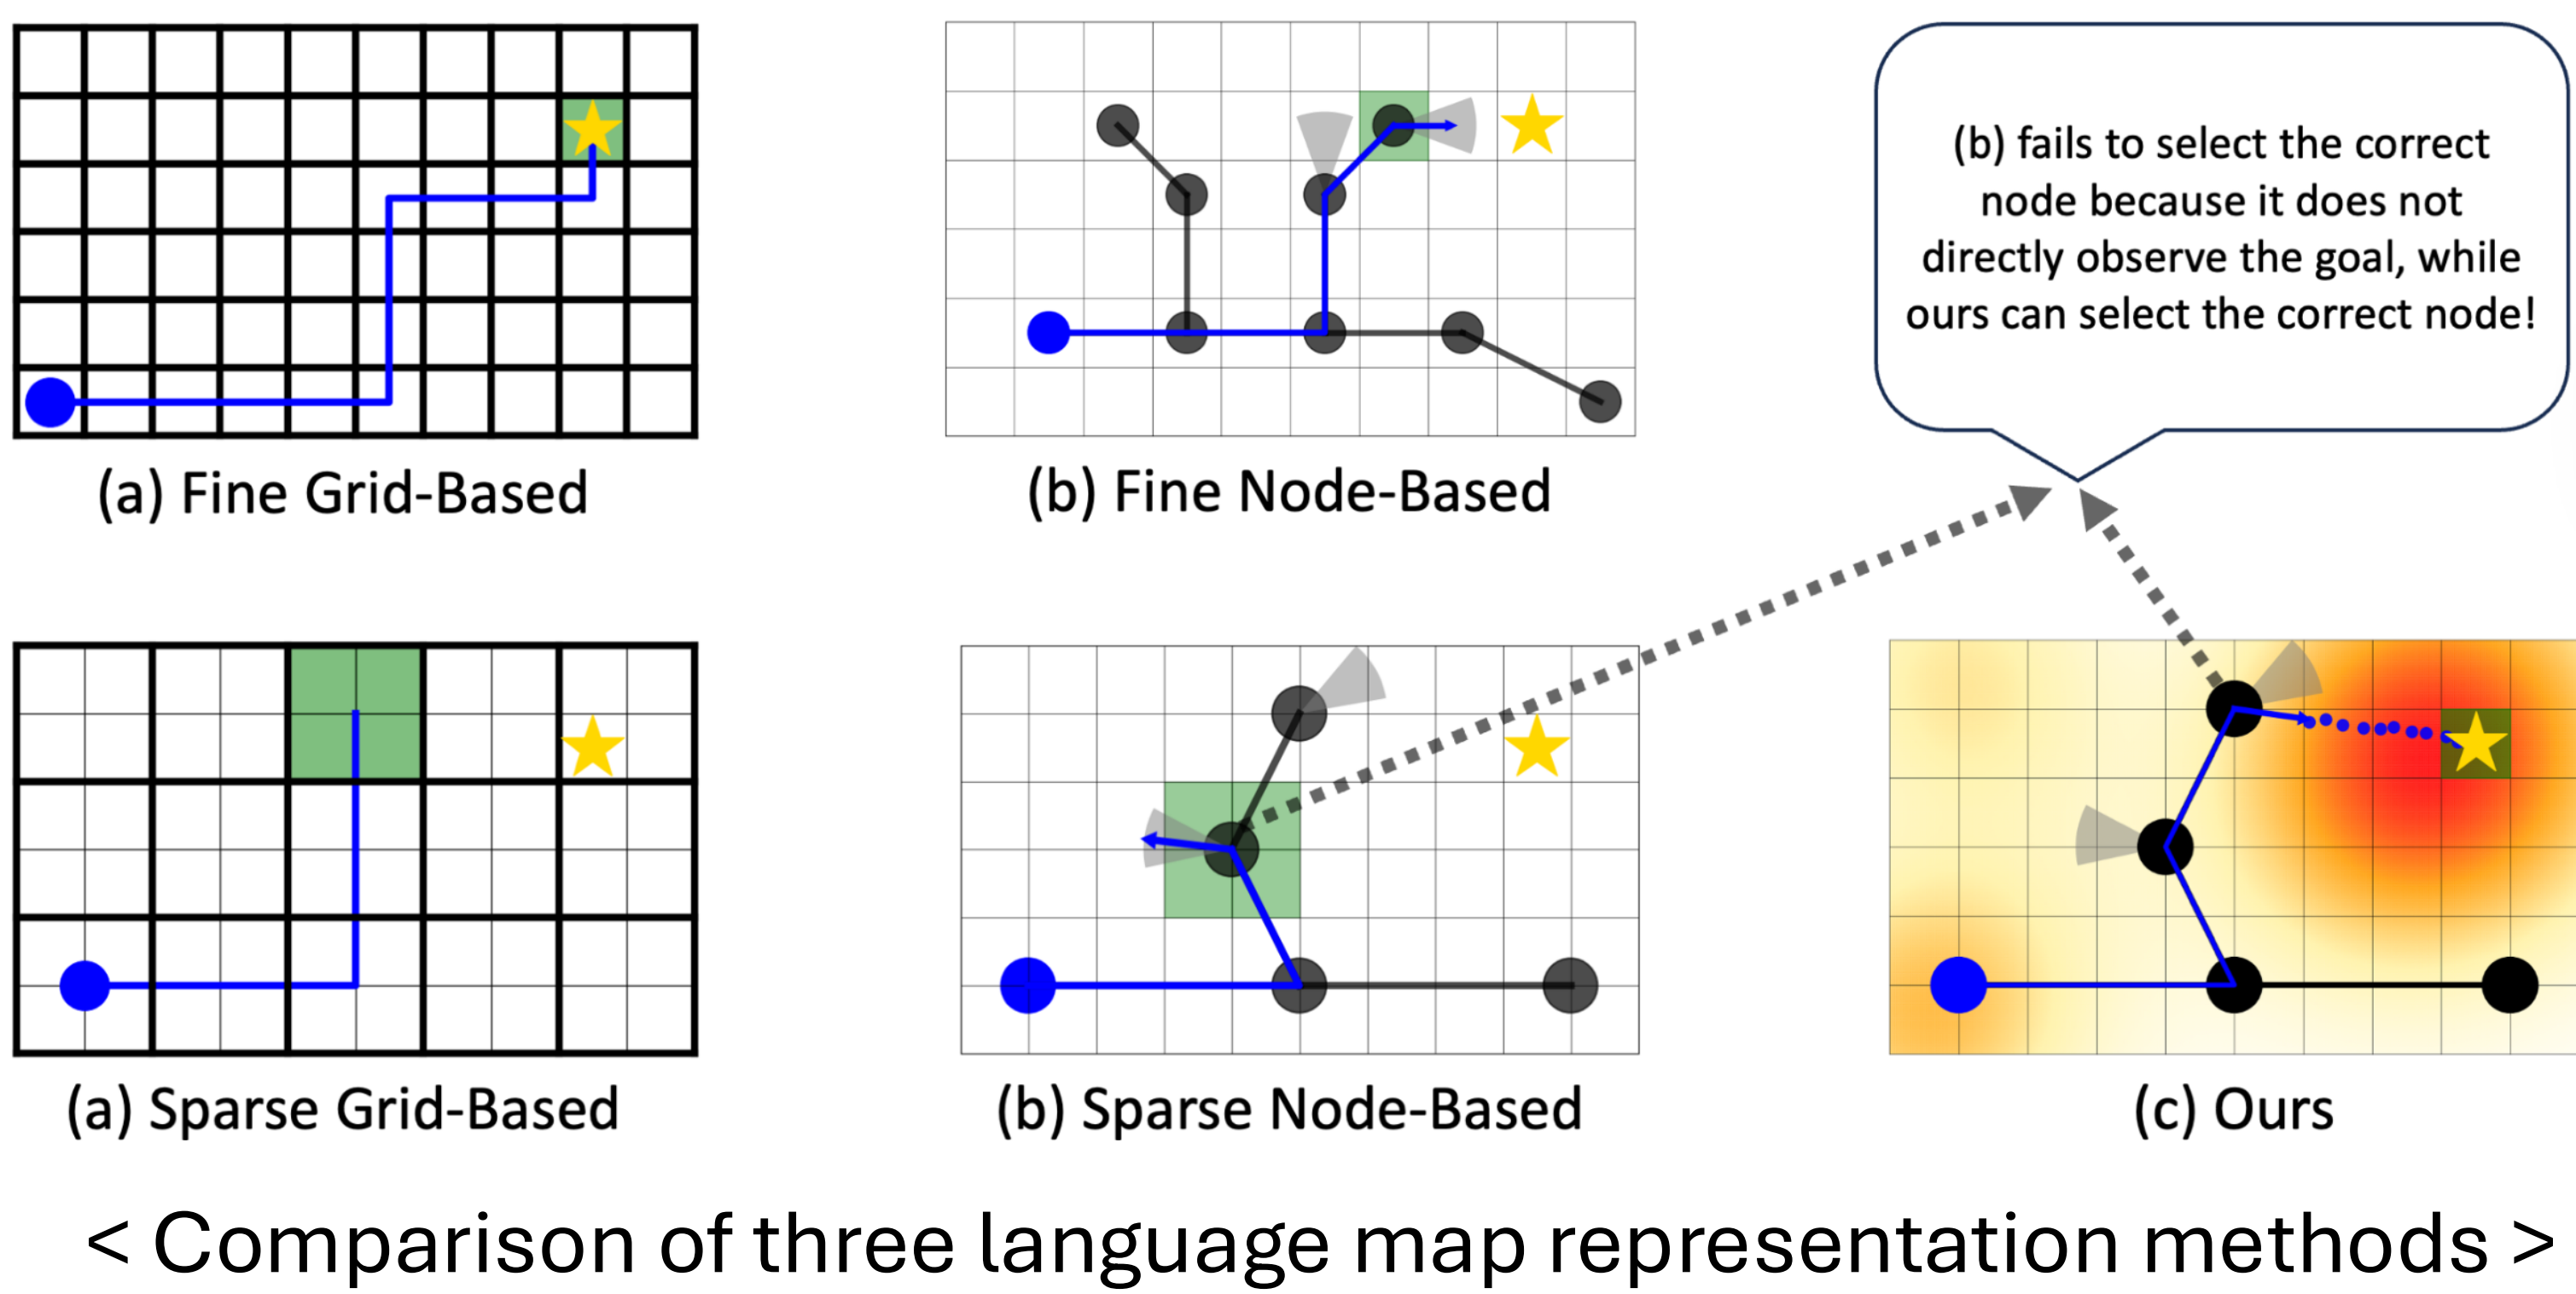 (b) fails to select the correct
node because it does not
directly observe the goal, while
ours can select the correct node!
(a) Fine Grid-Based
(b) Fine Node-Based
(a) Sparse Grid-Based
(b) Sparse Node-Based
(c) Ours
< Comparison of three language map representation methods >